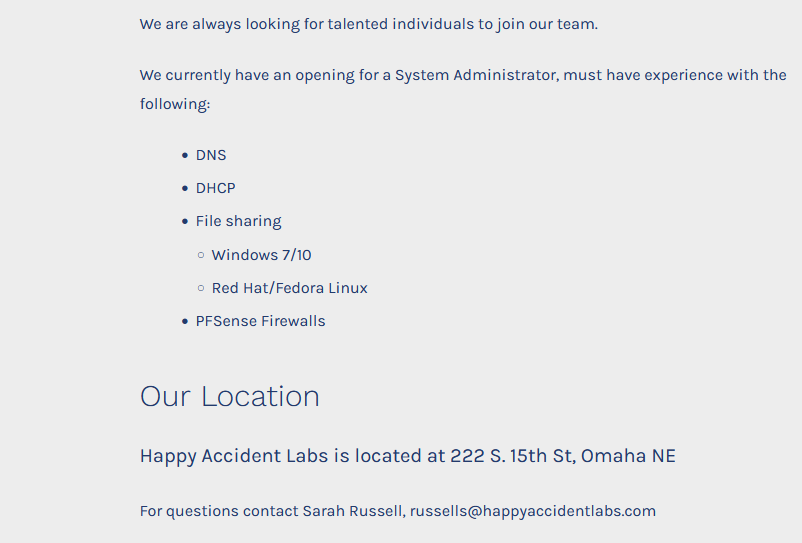 We are always looking for talented individuals to join our team.
We currently have an opening for a System Administrator, must have experience with the
following:
• DNS
• DHCP
• File sharing
○ Windows 7/10
○ Red Hat/Fedora Linux
• PFSense Firewalls
Our Location
Happy Accident Labs is located at 222 S. 15th St, Omaha NE
For questions contact Sarah Russell, russells@happyaccidentlabs.com